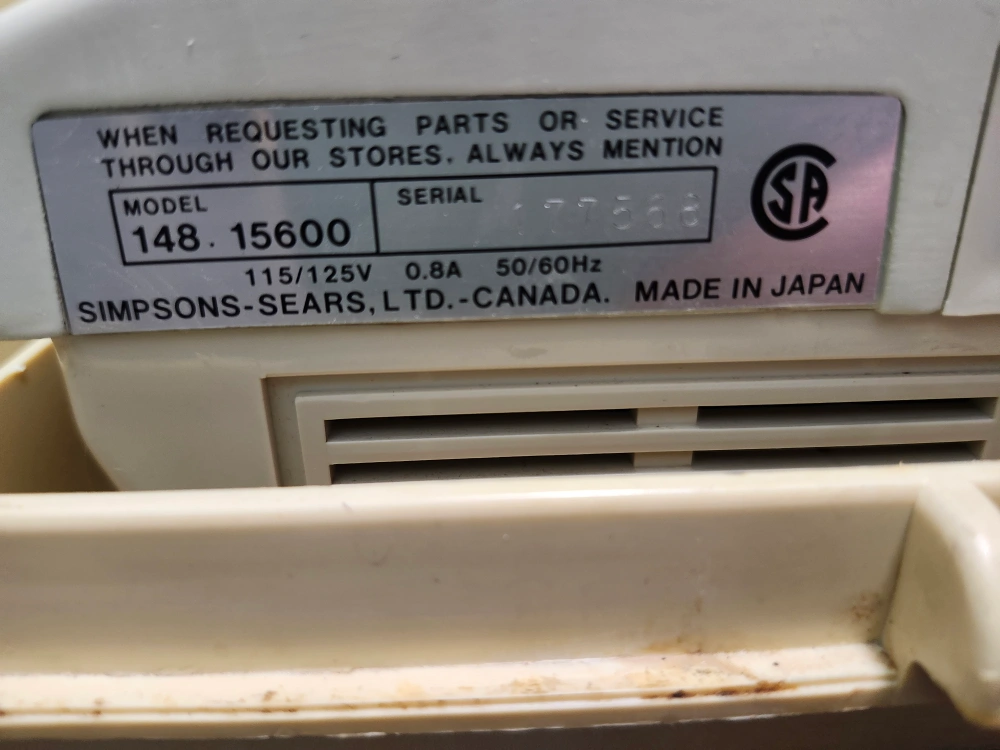 WHEN REQUESTING PARTS OR SERVICE
THROUGH OUR STORES. ALWAYS MENTION
MODEL
148. 15600
SERIAL
CSA
115/125V 0.8A 50/60Hz
SIMPSONS-SEARS, LTD.-CANADA. MADE IN JAPAN